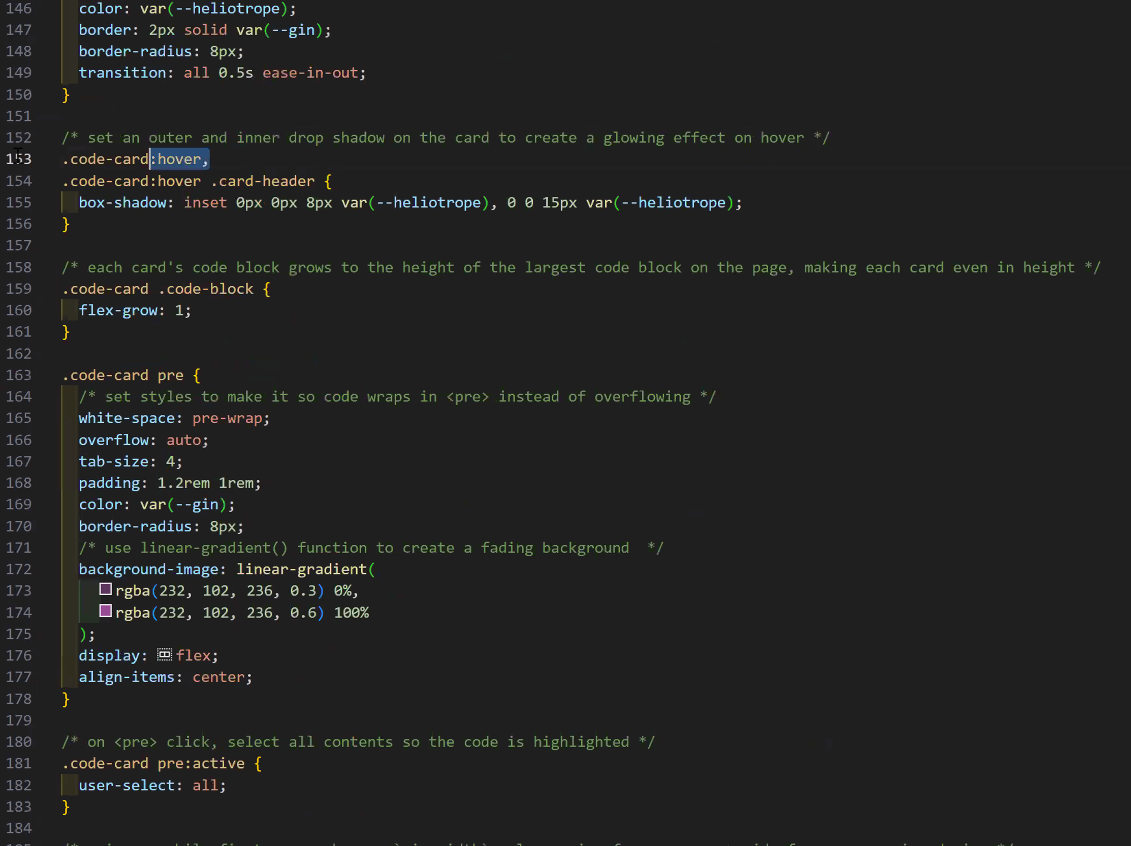 146 color: var(--heliotrope);
147 border: 2px solid var(--gin);
148 border-radius: 8px;
149 transition: all 0.5s ease-in-out;
150 }
151
152 /* set an outer and inner drop shadow on the card to create a glowing effect on hover */
153 .code-card:hover,
154 .code-card:hover .card-header {
155 box-shadow: inset 0px 0px 8px var(--heliotrope), 0 0 15px var(--heliotrope);
156 }
157
158 /* each card's code block grows to the height of the largest code block on the page, making each card even in height */
159 .code-card .code-block {
160 flex-grow: 1;
161 }
162
163 .code-card pre {
164 /* set styles to make it so code wraps in <pre> instead of overflowing */
165 white-space: pre-wrap;
166 overflow: auto;
167 tab-size: 4;
168 padding: 1.2rem 1rem;
169 color: var(--gin);
170 border-radius: 8px;
171 /* use linear-gradient() function to create a fading background  */
172 background-image: linear-gradient(
173 rgba(232, 102, 236, 0.3) 0%,
174 rgba(232, 102, 236, 0.6) 100%
175 );
176 display: flex;
177 align-items: center;
178 }
179
180 /* on <pre> click, select all contents so the code is highlighted */
181 .code-card pre:active {
182 user-select: all;
183 }
184